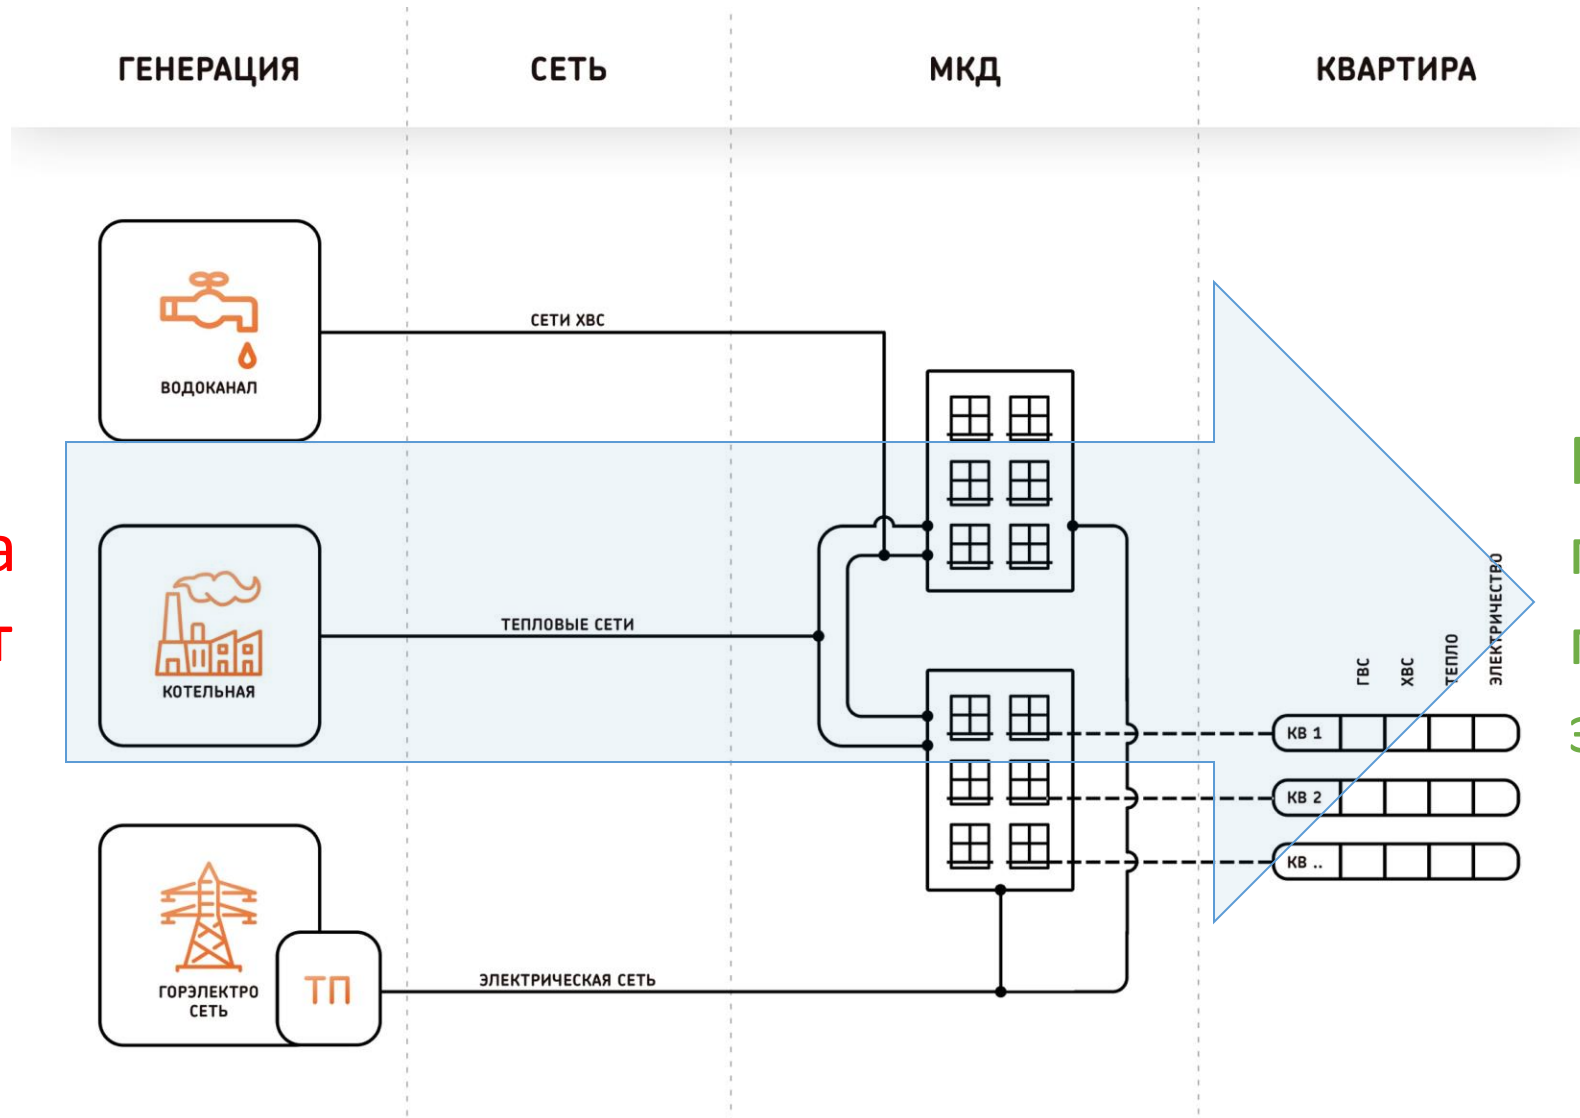 ГЕНЕРАЦИЯ
СЕТЬ
МКД
КВАРТИРА
ВОДОКАНАЛ
СЕТИ ХВС
КОТЕЛЬНАЯ
ТЕПЛОВЫЕ СЕТИ
ГОРЭЛЕКТРО
СЕТЬ
ТП
ЭЛЕКТРИЧЕСКАЯ СЕТЬ
ГВС
ХВС
ТЕПЛО
ЭЛЕКТРИЧЕСТВО
КВ 1
КВ 2
КВ ..